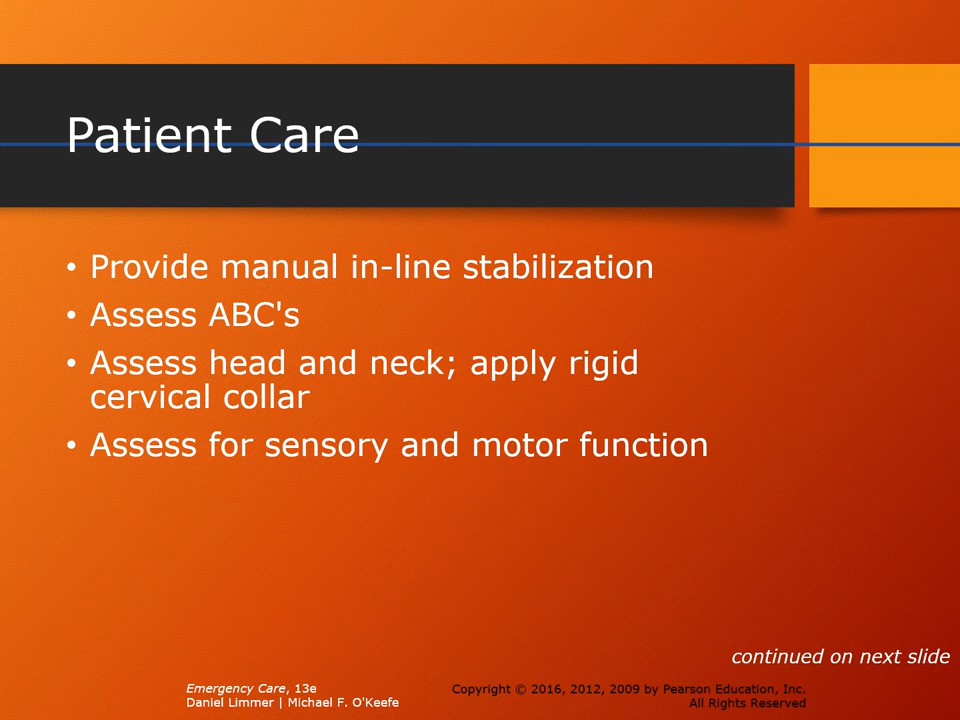 Patient Care
• Provide manual in-line stabilization
• Assess ABC's
• Assess head and neck; apply rigid
cervical collar
• Assess for sensory and motor function
continued on next slide
Emergency Care, 13e
Daniel Limmer | Michael F. O'Keefe
Copyright © 2016, 2012, 2009 by Pearson Education, Inc.
All Rights Reserved